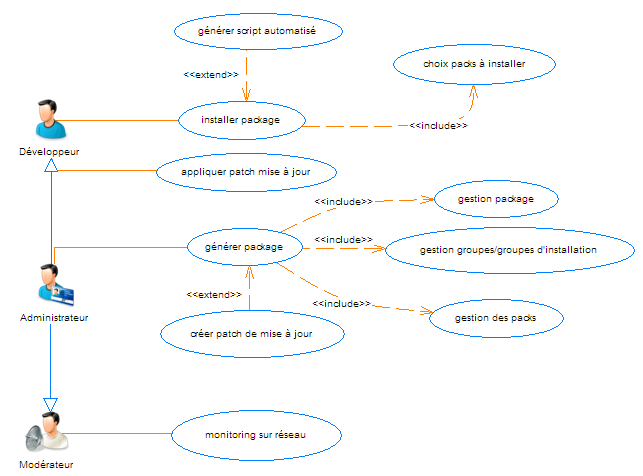 générer script automatisé
choix packs à installer
<<extend>>
installer package
<<include>>
Développeur
appliquer patch mise à jour
gestion package
<<include>>
générer package
<<include>>
gestion groupes/groupes d'installation
<<extend>>
<<include>>
Administrateur
gestion des packs
créer patch de mise à jour
monitoring sur réseau
Modérateur